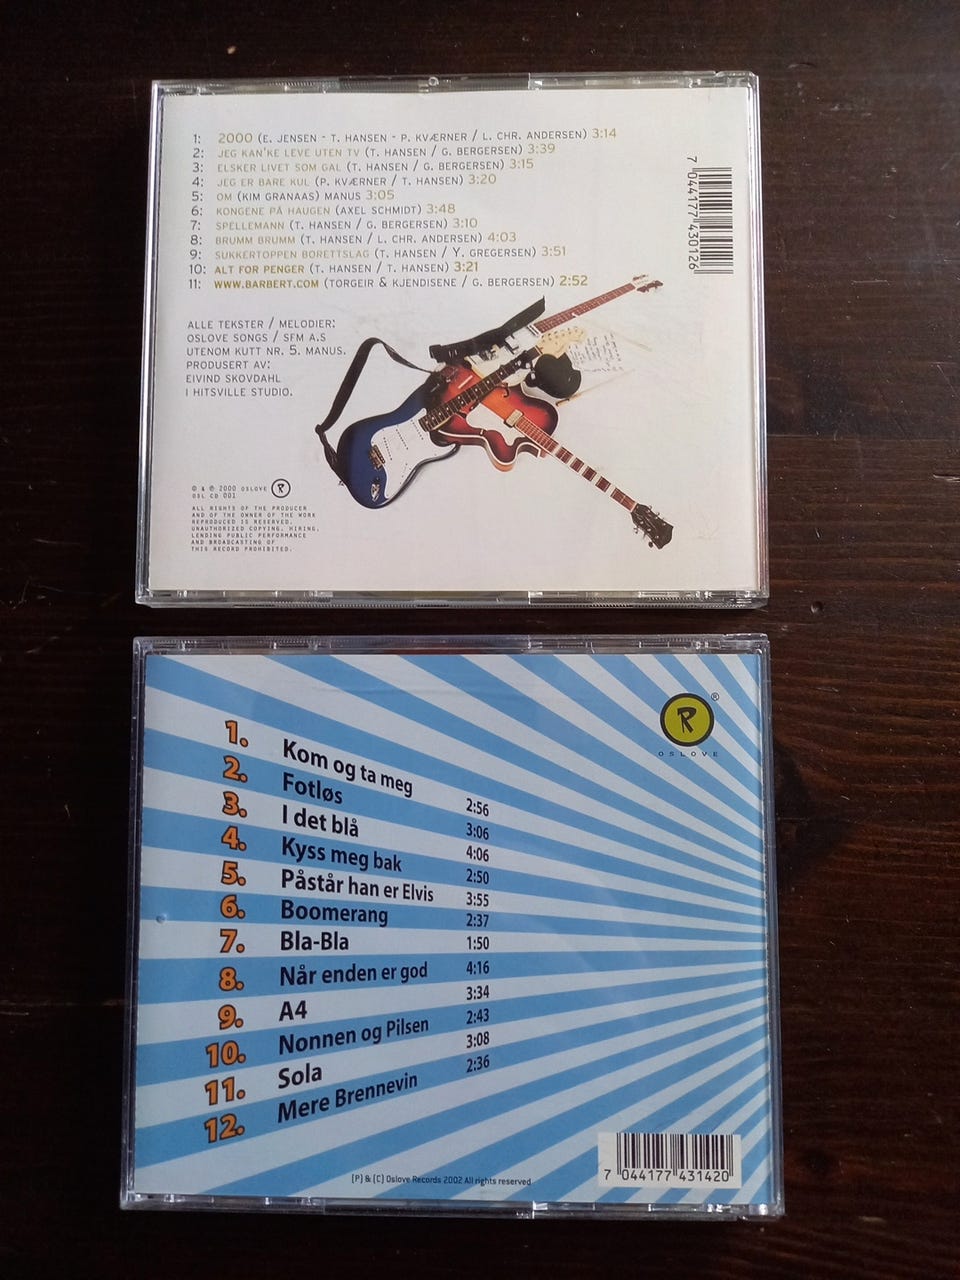 1: 2000 (E. JENSEN - T. HANSEN - P. KVÆRNER / L. CHR. ANDERSEN) 3:14
2: JEG KAN'KE LEVE UTEN TV (T. HANSEN / G. BERGERSEN) 3:39
3: ELSKER LIVET SOM GAL (T. HANSEN / G. BERGERSEN) 3:15
4: JEG ER BARE KUL (P. KVÆRNER / T. HANSEN) 3:20
5: OM (KIM GRANAAS) MANUS 3:05
6: KONGENE PÅ HAUGEN (AXEL SCHMIDT) 3:48
7: SPELLEMANN (T. HANSEN / G. BERGERSEN) 3:10
8: BRUMM BRUMM (T. HANSEN / L. CHR. ANDERSEN) 4:03
9: SUKKERTOPPEN BORETTSLAG (T. HANSEN / Y. GREGERSEN) 3:51
10: ALT FOR PENGER (T. HANSEN / T. HANSEN) 3:21
11: WWW.BARBERT.COM (TORGEIR & KJENDISENE / G. BERGERSEN) 2:52
7 044177 430126
ALLE TEKSTER / MELODIER:
OSLOVE SONGS / SFM A.S
UTENOM KUTT NR. 5. MANUS.
PRODUSERT AV:
EIVIND SKOVDAHL
I HITSVILLE STUDIO.
© & ℗ 2000 OSLOVE R
OSL CD 001
ALL RIGHTS OF THE PRODUCER
AND OF THE OWNER OF THE WORK
REPRODUCED IS RESERVED.
UNAUTHORIZED COPYING, HIRING,
LENDING PUBLIC PERFORMANCE
AND BROADCASTING OF
THIS RECORD PROHIBITED.
R ®
OSLOVE
1. Kom og ta meg 2:56
2. Fotløs 3:06
3. I det blå 4:06
4. Kyss meg bak 2:50
5. Påstår han er Elvis 3:55
6. Boomerang 2:37
7. Bla-Bla 1:50
8. Når enden er god 4:16
9. A4 3:34
10. Nonnen og Pilsen 2:43
11. Sola 3:08
12. Mere Brennevin 2:36
(P) & (C) Oslove Records 2002 All rights reserved
7 044177 431420